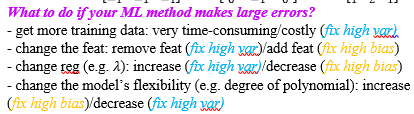 What to do if your ML method makes large errors?
- get more training data: very time-consuming/costly (fix high var)
- change the feat: remove feat (fix high var)/add feat (fix high bias)
- change reg (e.g. λ): increase (fix high var)/decrease (fix high bias)
- change the model's flexibility (e.g. degree of polynomial): increase
(fix high bias)/decrease (fix high var)